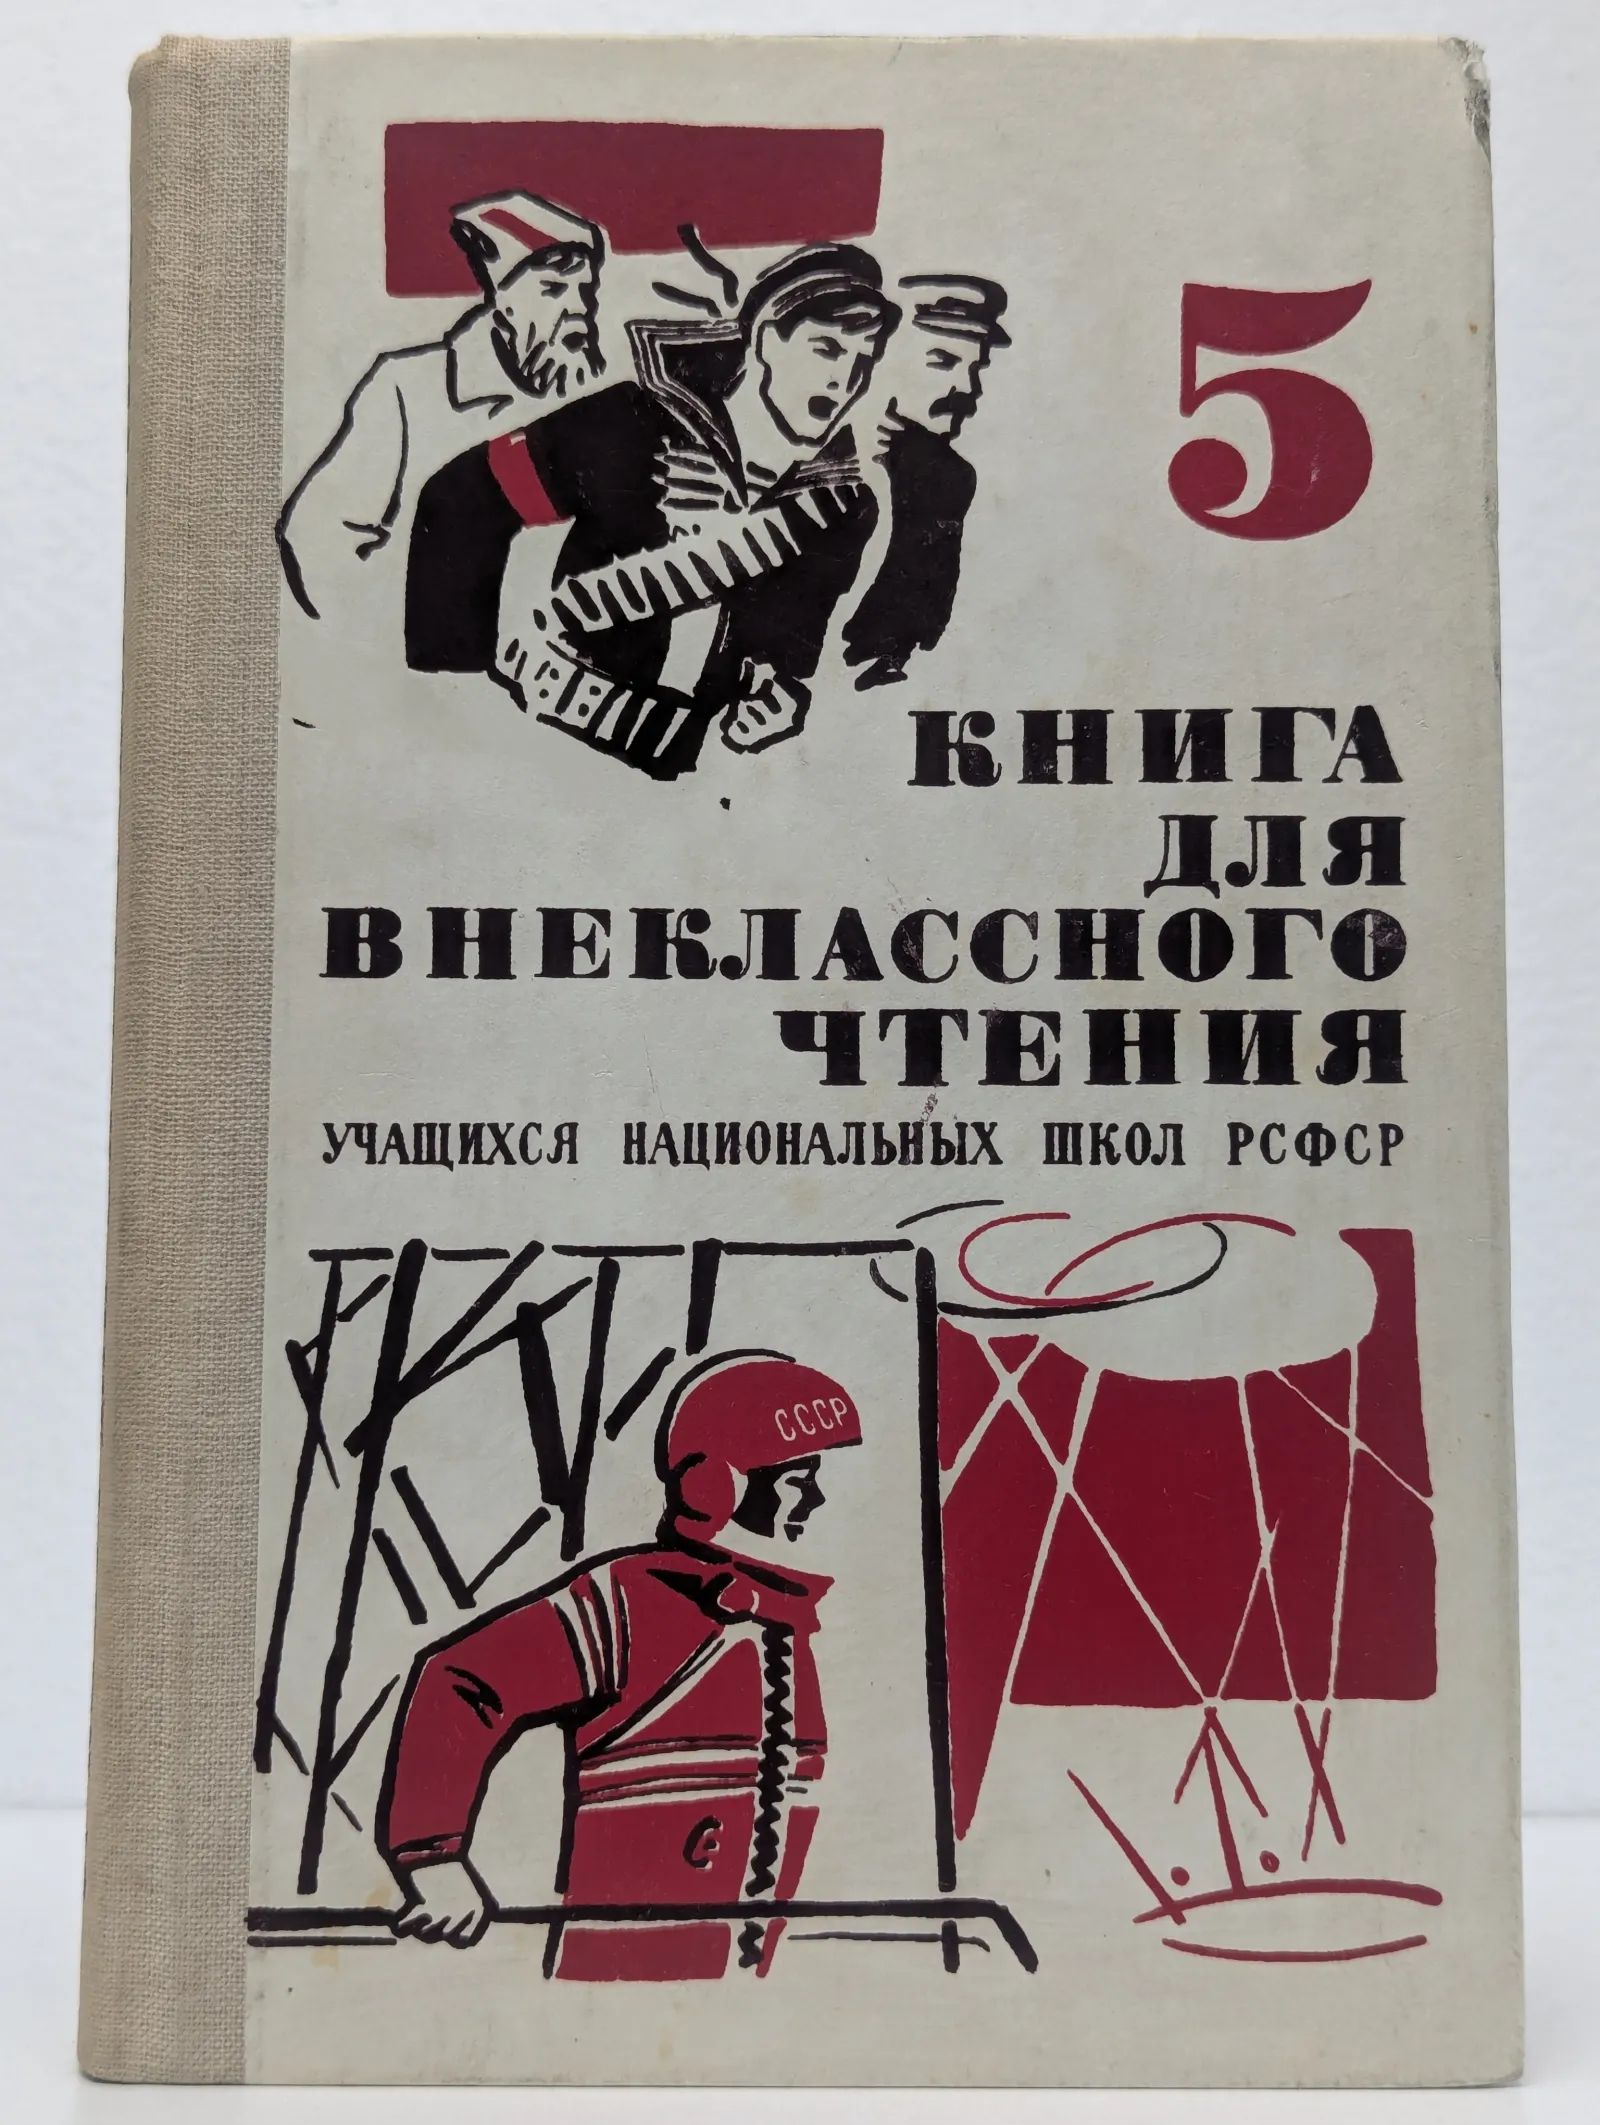 5
КНИГА
ДЛЯ
ВНЕКЛАССНОГО
ЧТЕНИЯ
УЧАЩИХСЯ НАЦИОНАЛЬНЫХ ШКОЛ РСФСР
СССР